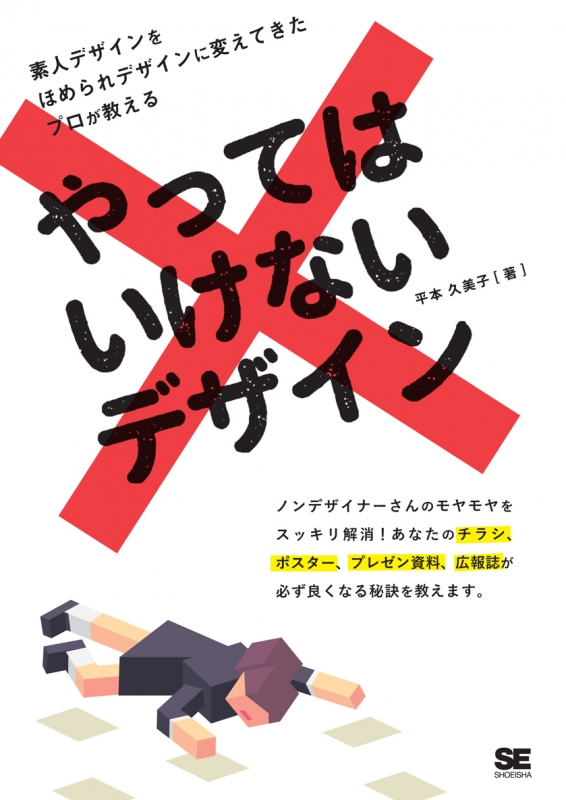 素人デザインを
ほめられデザインに変えてきた
プロが教える
やっては
いけない
デザイン
平本 久美子[著]
ノンデザイナーさんのモヤモヤを
スッキリ解消！あなたのチラシ、
ポスター、プレゼン資料、広報誌が
必ず良くなる秘訣を教えます。
SE
SHOEISHA